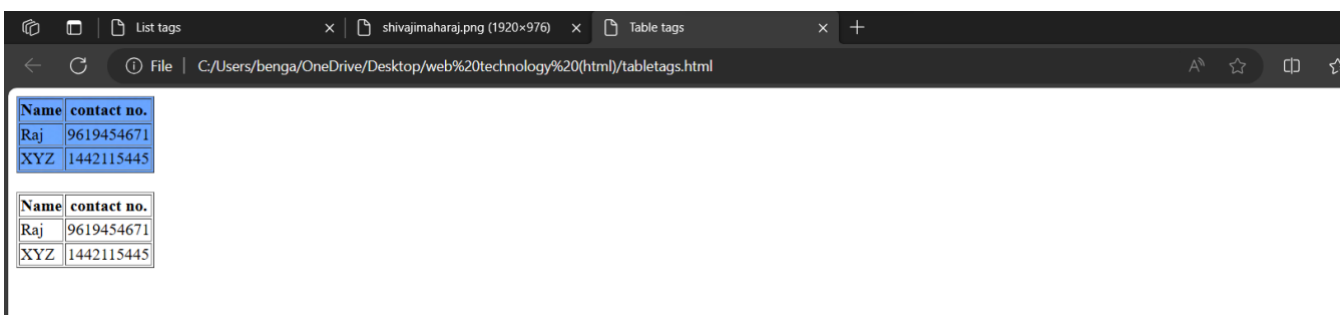 List tags shivajimaharaj.png (1920×976) Table tags
File C:/Users/benga/OneDrive/Desktop/web%20technology%20(html)/tabletags.html
Name contact no.
Raj 9619454671
XYZ 1442115445
Name contact no.
Raj 9619454671
XYZ 1442115445